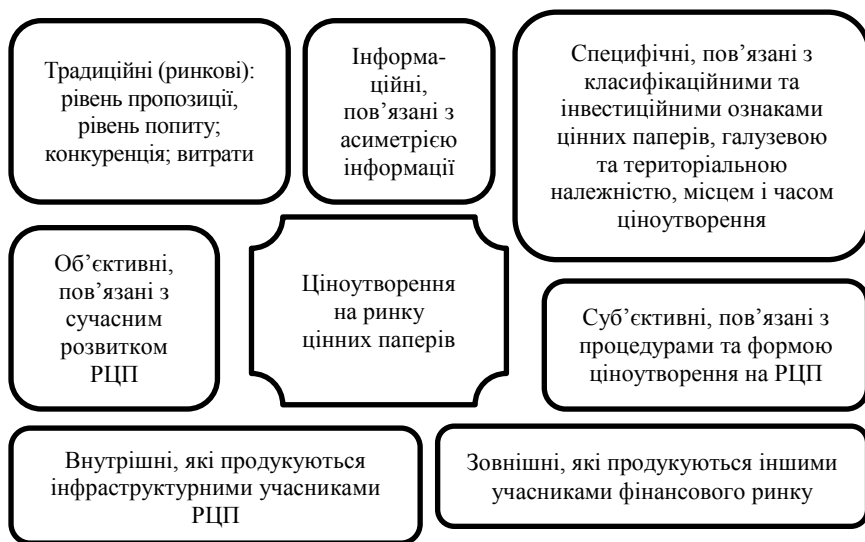 Традиційні (ринкові):
рівень пропозиції,
рівень попиту;
конкуренція; витрати
Інформа-
ційні,
пов’язані з
асиметрією
інформації
Специфічні, пов’язані з
класифікаційними та
інвестиційними ознаками
цінних паперів, галузевою
та територіальною
належністю, місцем і часом
ціноутворення
Об’єктивні,
пов’язані з
сучасним
розвитком
РЦП
Ціноутворення
на ринку
цінних паперів
Суб’єктивні, пов’язані з
процедурами та формою
ціноутворення на РЦП
Внутрішні, які продукуються
інфраструктурними учасниками
РЦП
Зовнішні, які продукуються іншими
учасниками фінансового ринку